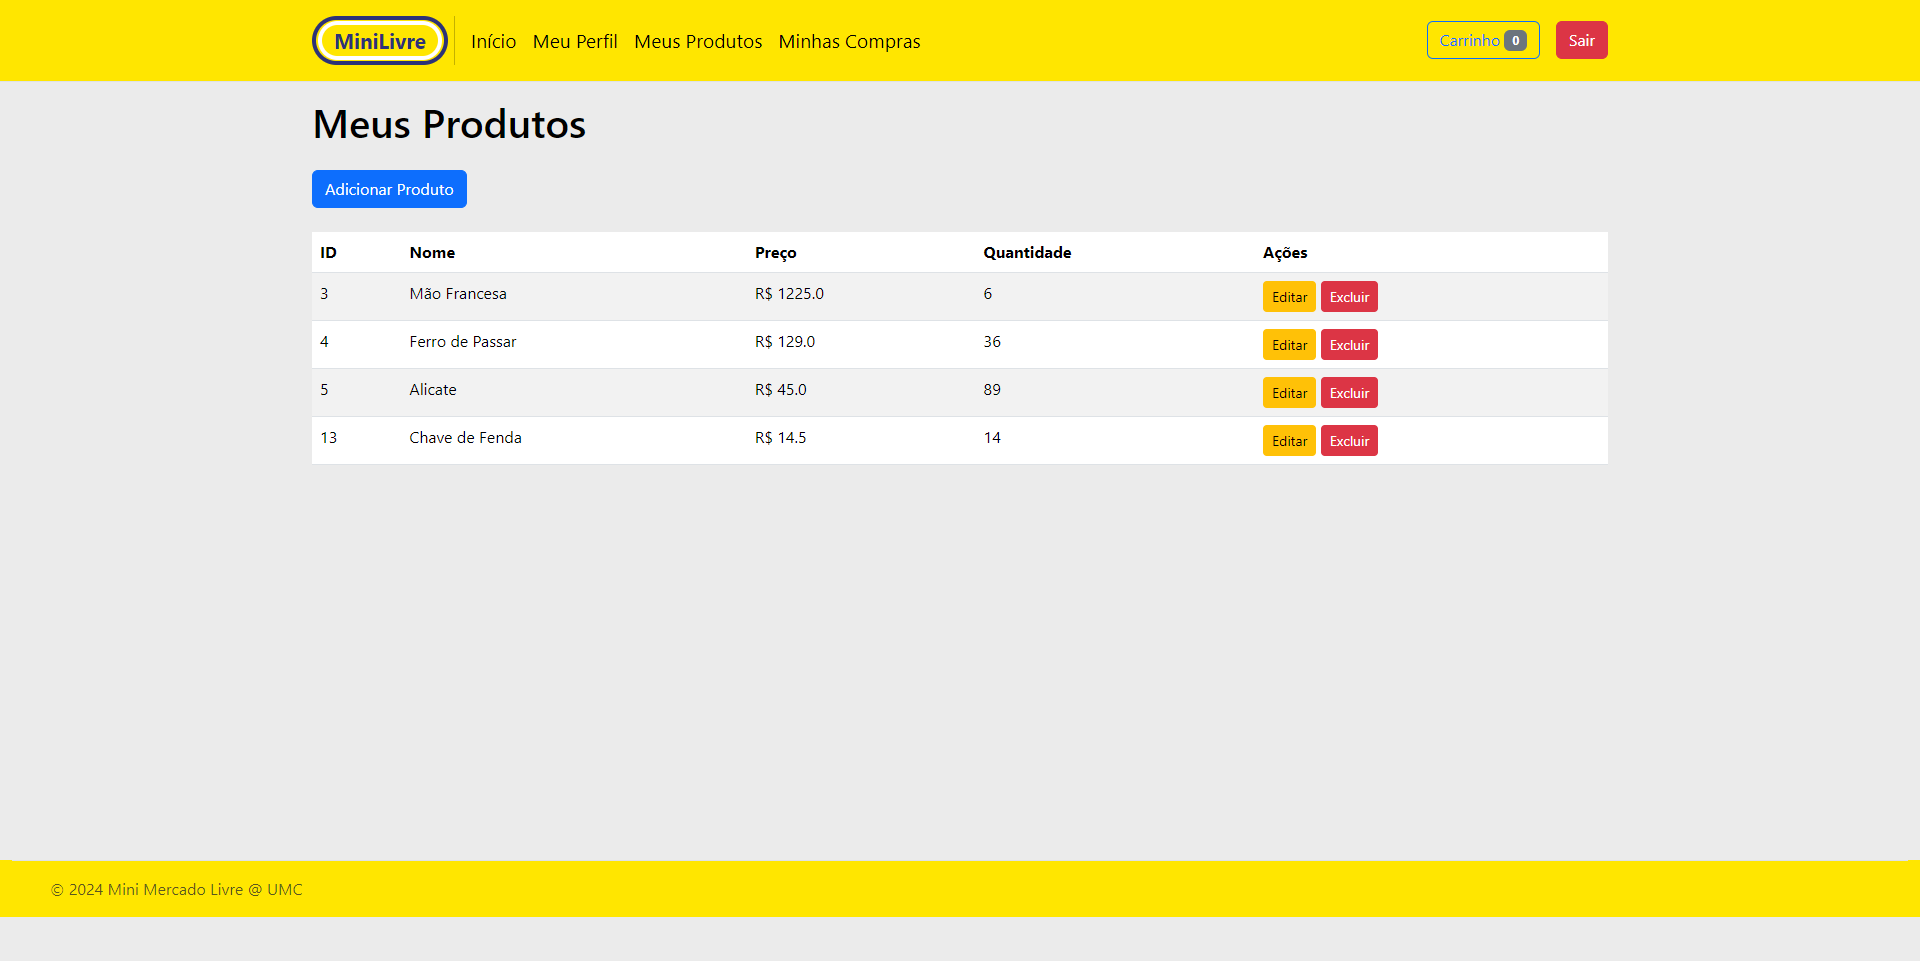 MiniLivre Início Meu Perfil Meus Produtos Minhas Compras Carrinho 0 Sair
Meus Produtos
Adicionar Produto
ID Nome Preço Quantidade Ações
3 Mão Francesa R$ 1225.0 6 Editar Excluir
4 Ferro de Passar R$ 129.0 36 Editar Excluir
5 Alicate R$ 45.0 89 Editar Excluir
13 Chave de Fenda R$ 14.5 14 Editar Excluir
© 2024 Mini Mercado Livre @ UMC